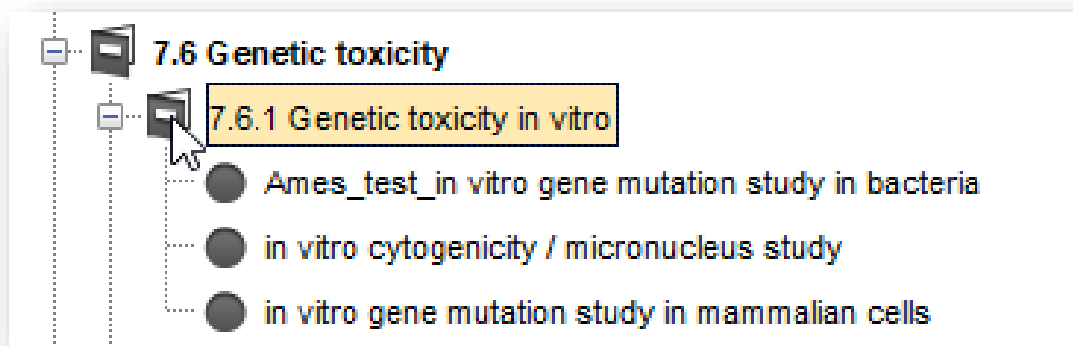 7.6 Genetic toxicity
7.6.1 Genetic toxicity in vitro
Ames_test_in vitro gene mutation study in bacteria
in vitro cytogenicity / micronucleus study
in vitro gene mutation study in mammalian cells